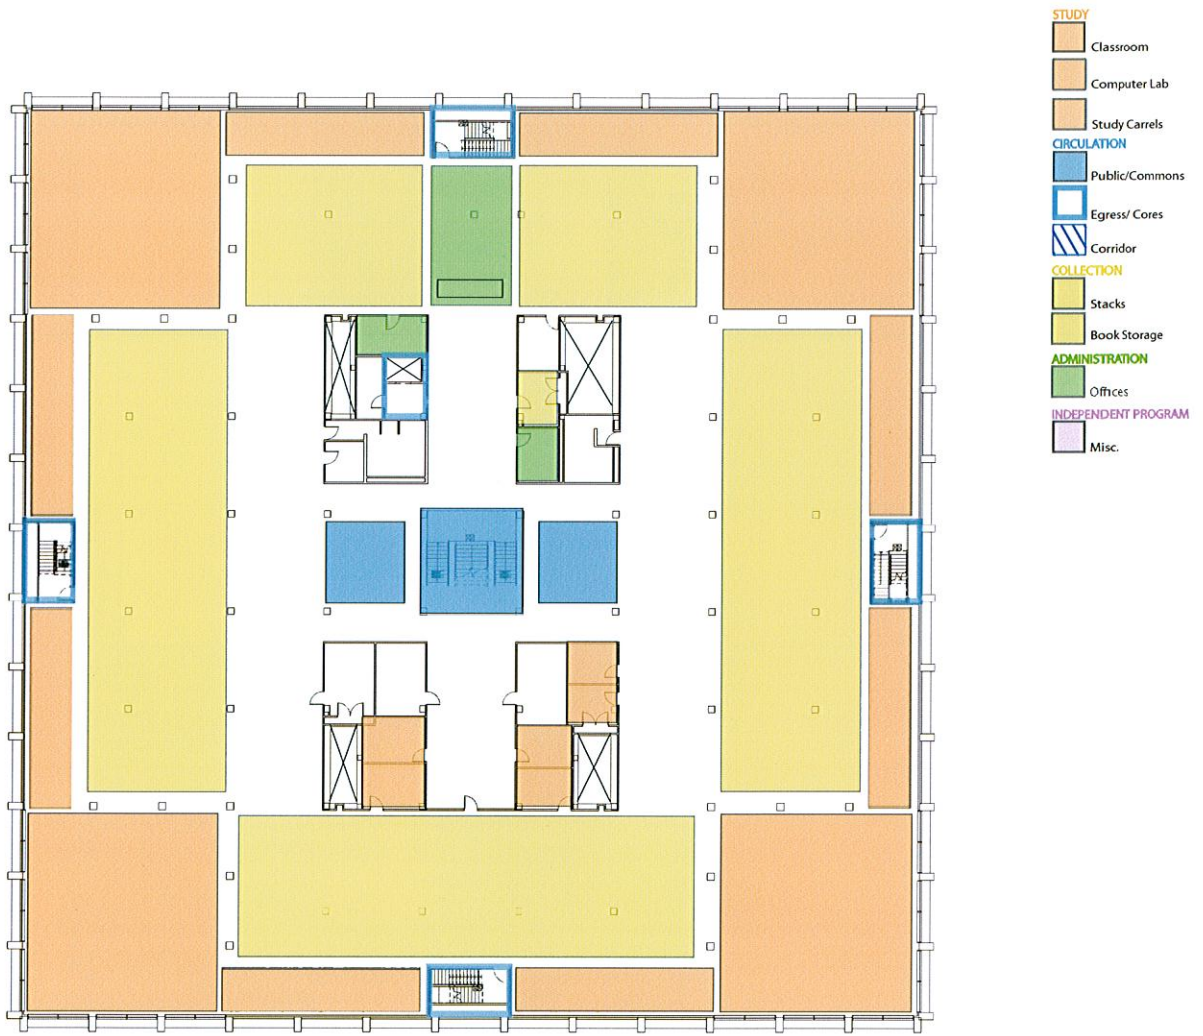 STUDY
Classroom
Computer Lab
Study Carrels
CIRCULATION
Public/Commons
Egress/ Cores
Corridor
COLLECTION
Stacks
Book Storage
ADMINISTRATION
Offices
INDEPENDENT PROGRAM
Misc.